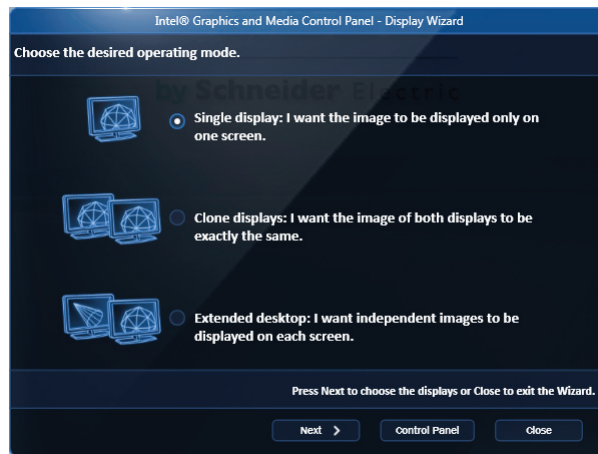 Intel® Graphics and Media Control Panel - Display Wizard
Choose the desired operating mode.
by Schneider Electric
Single display: I want the image to be displayed only on
one screen.
Clone displays: I want the image of both displays to be
exactly the same.
Extended desktop: I want independent images to be
displayed on each screen.
Press Next to choose the displays or Close to exit the Wizard.
Next
Control Panel
Close